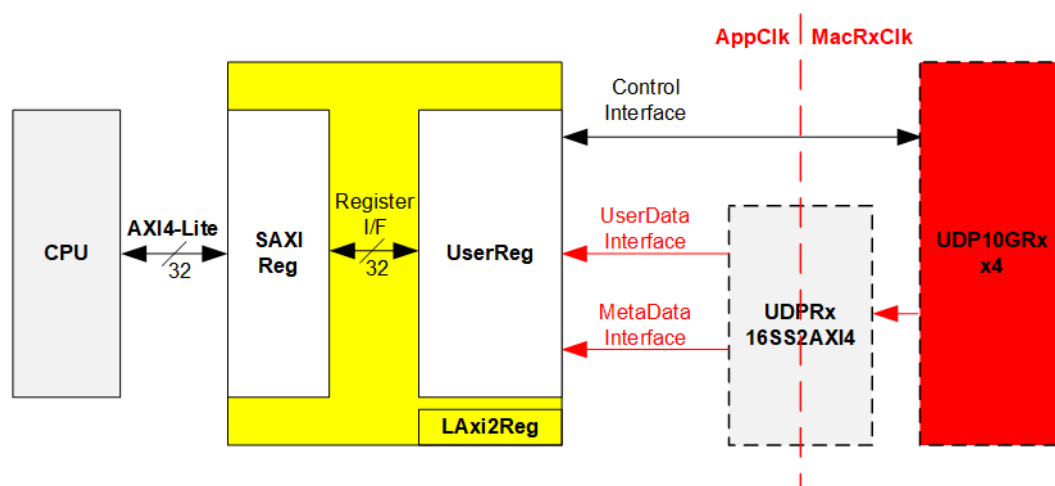 AppClk
MacRxClk
Control
Interface
CPU
AXI4-Lite
32
SAXI
Reg
Register
I/F
32
UserReg
UserData
Interface
MetaData
Interface
UDPRx
16SS2AXI4
UDP10GRx
x4
LAxi2Reg